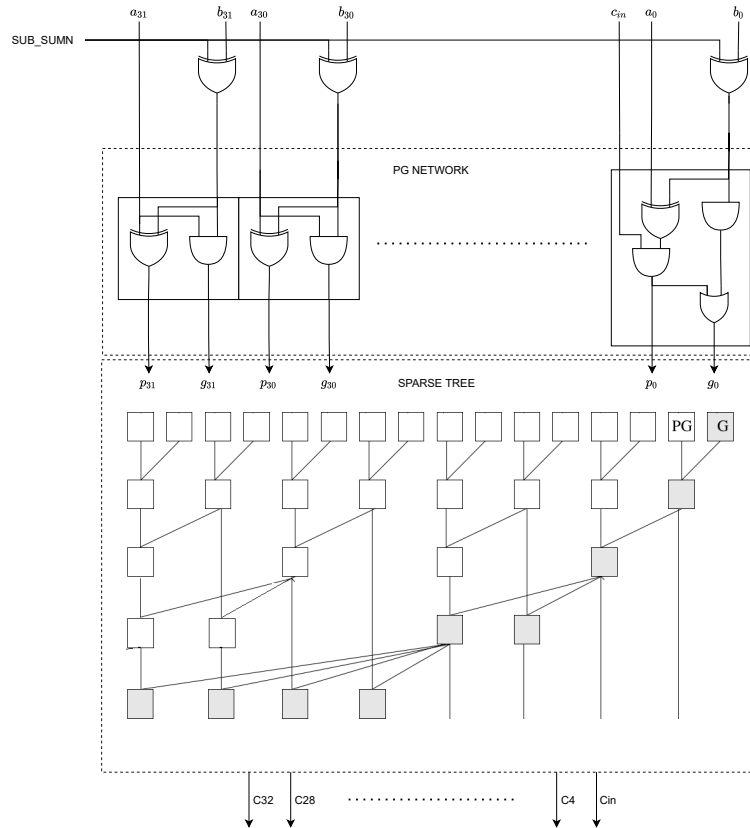 a31 b31 a30 b30 cin a0 b0
SUB_SUMN
PG NETWORK
p31 g31 p30 g30 p0 g0
SPARSE TREE
PG G
C32 C28 C4 Cin